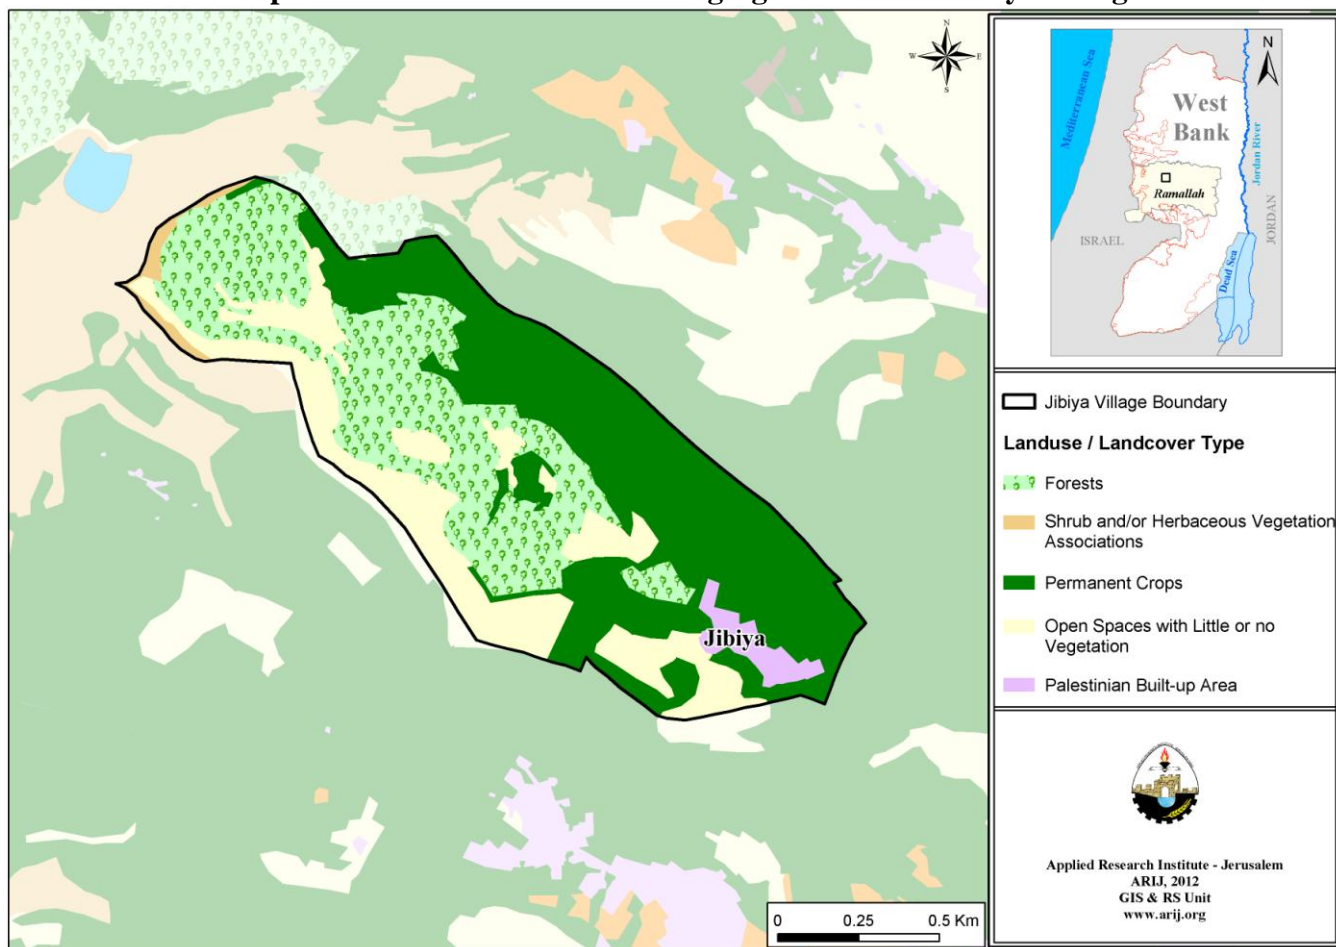 N
W
E
S
Jibiya
0 0.25 0.5 Km
N
Mediterranean Sea
West
Bank
Jordan River
Ramallah
ISRAEL
JORDAN
Dead Sea
Jibiya Village Boundary
Landuse / Landcover Type
Forests
Shrub and/or Herbaceous Vegetation
Associations
Permanent Crops
Open Spaces with Little or no
Vegetation
Palestinian Built-up Area
Applied Research Institute - Jerusalem
ARIJ, 2012
GIS & RS Unit
www.arij.org